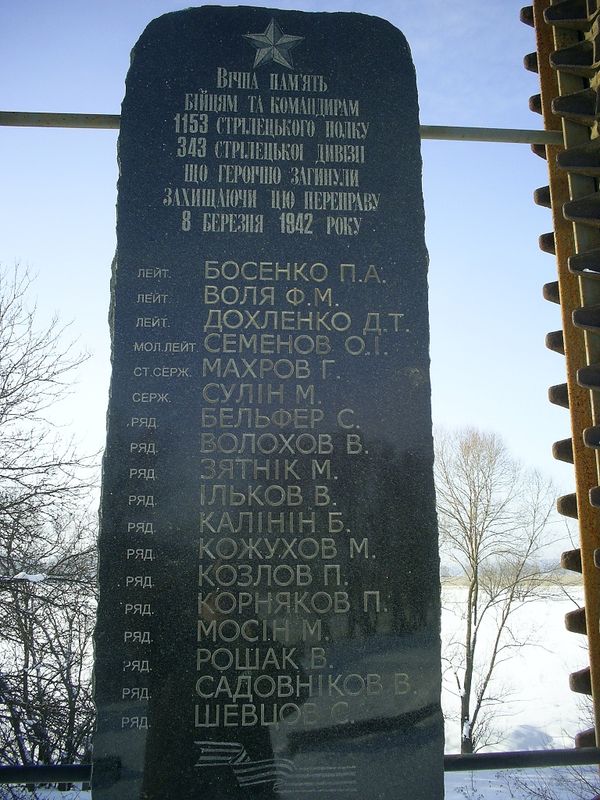 Вічна пам'ять
бійцям та командирам
1153 стрілецького полку
343 стрілецької дивізії
що героїчно загинули
захищаючи цю переправу
8 березня 1942 року
ЛЕЙТ. БОСЕНКО П.А.
ЛЕЙТ. ВОЛЯ Ф.М.
ЛЕЙТ. ДОХЛЕНКО Д.Т.
МОЛ.ЛЕЙТ СЕМЕНОВ О.І.
СТ.СЕРЖ. МАХРОВ Г.
СЕРЖ. СУЛІН М.
РЯД. БЕЛЬФЕР С.
РЯД. ВОЛОХОВ В.
РЯД. ЗЯТНІК М.
РЯД. ІЛЬКОВ В.
РЯД. КАЛІНІН Б.
РЯД. КОЖУХОВ М.
РЯД. КОЗЛОВ П.
РЯД. КОРНЯКОВ П.
РЯД. МОСІН М.
РЯД. РОШАК В.
РЯД. САДОВНІКОВ В.
РЯД. ШЕВЦОВ С.